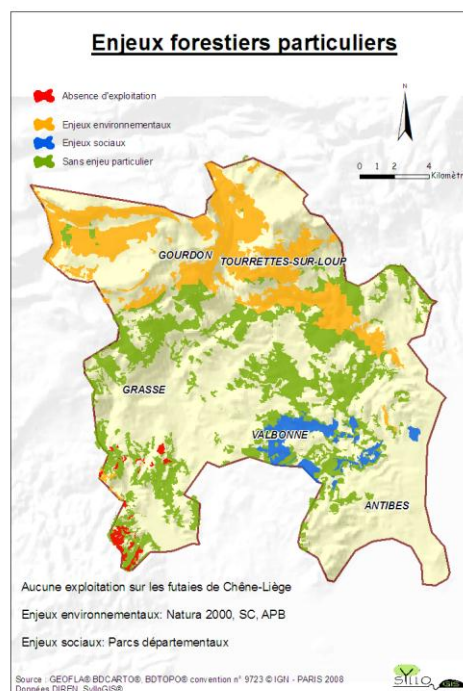 Enjeux forestiers particuliers
Absence d'exploitation
Enjeux environnementaux
Enjeux sociaux
Sans enjeu particulier
N
0 1 2 4
Kilomètr
GOURDON
TOURRETTES-SUR-LOUP
GRASSE
VALBONNE
ANTIBES
Aucune exploitation sur les futaies de Chêne-Liège
Enjeux environnementaux: Natura 2000, SC, APB
Enjeux sociaux: Parcs départementaux
Source : GEOFLA® BDCARTO®, BDTOPO® convention n° 9723 © IGN - PARIS 2008
Données DIREN, SylloGIS®
Syllo GIS